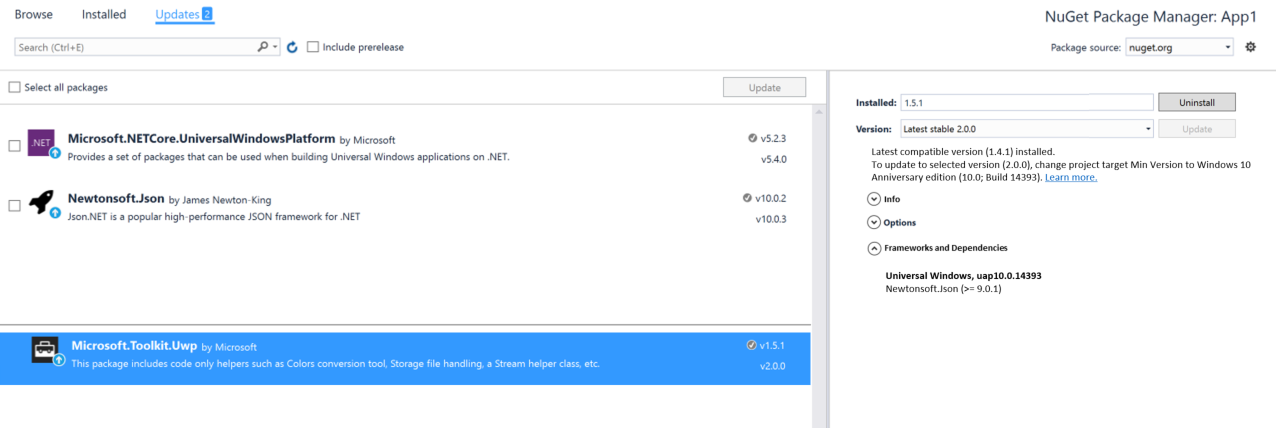 Browse Installed Updates 2
NuGet Package Manager: App1
Search (Ctrl+E) Include prerelease
Package source: nuget.org
Select all packages Update
.NET Microsoft.NETCore.UniversalWindowsPlatform by Microsoft v5.2.3
Provides a set of packages that can be used when building Universal Windows applications on .NET. v5.4.0
Newtonsoft.Json by James Newton-King v10.0.2
Json.NET is a popular high-performance JSON framework for .NET v10.0.3
Microsoft.Toolkit.Uwp by Microsoft v1.5.1
This package includes code only helpers such as Colors conversion tool, Storage file handling, a Stream helper class, etc. v2.0.0
Installed: 1.5.1 Uninstall
Version: Latest stable 2.0.0 Update
Latest compatible version (1.4.1) installed.
To update to selected version (2.0.0), change project target Min Version to Windows 10
Anniversary edition (10.0; Build 14393). Learn more.
Info
Options
Frameworks and Dependencies
Universal Windows, uap10.0.14393
Newtonsoft.Json (>= 9.0.1)